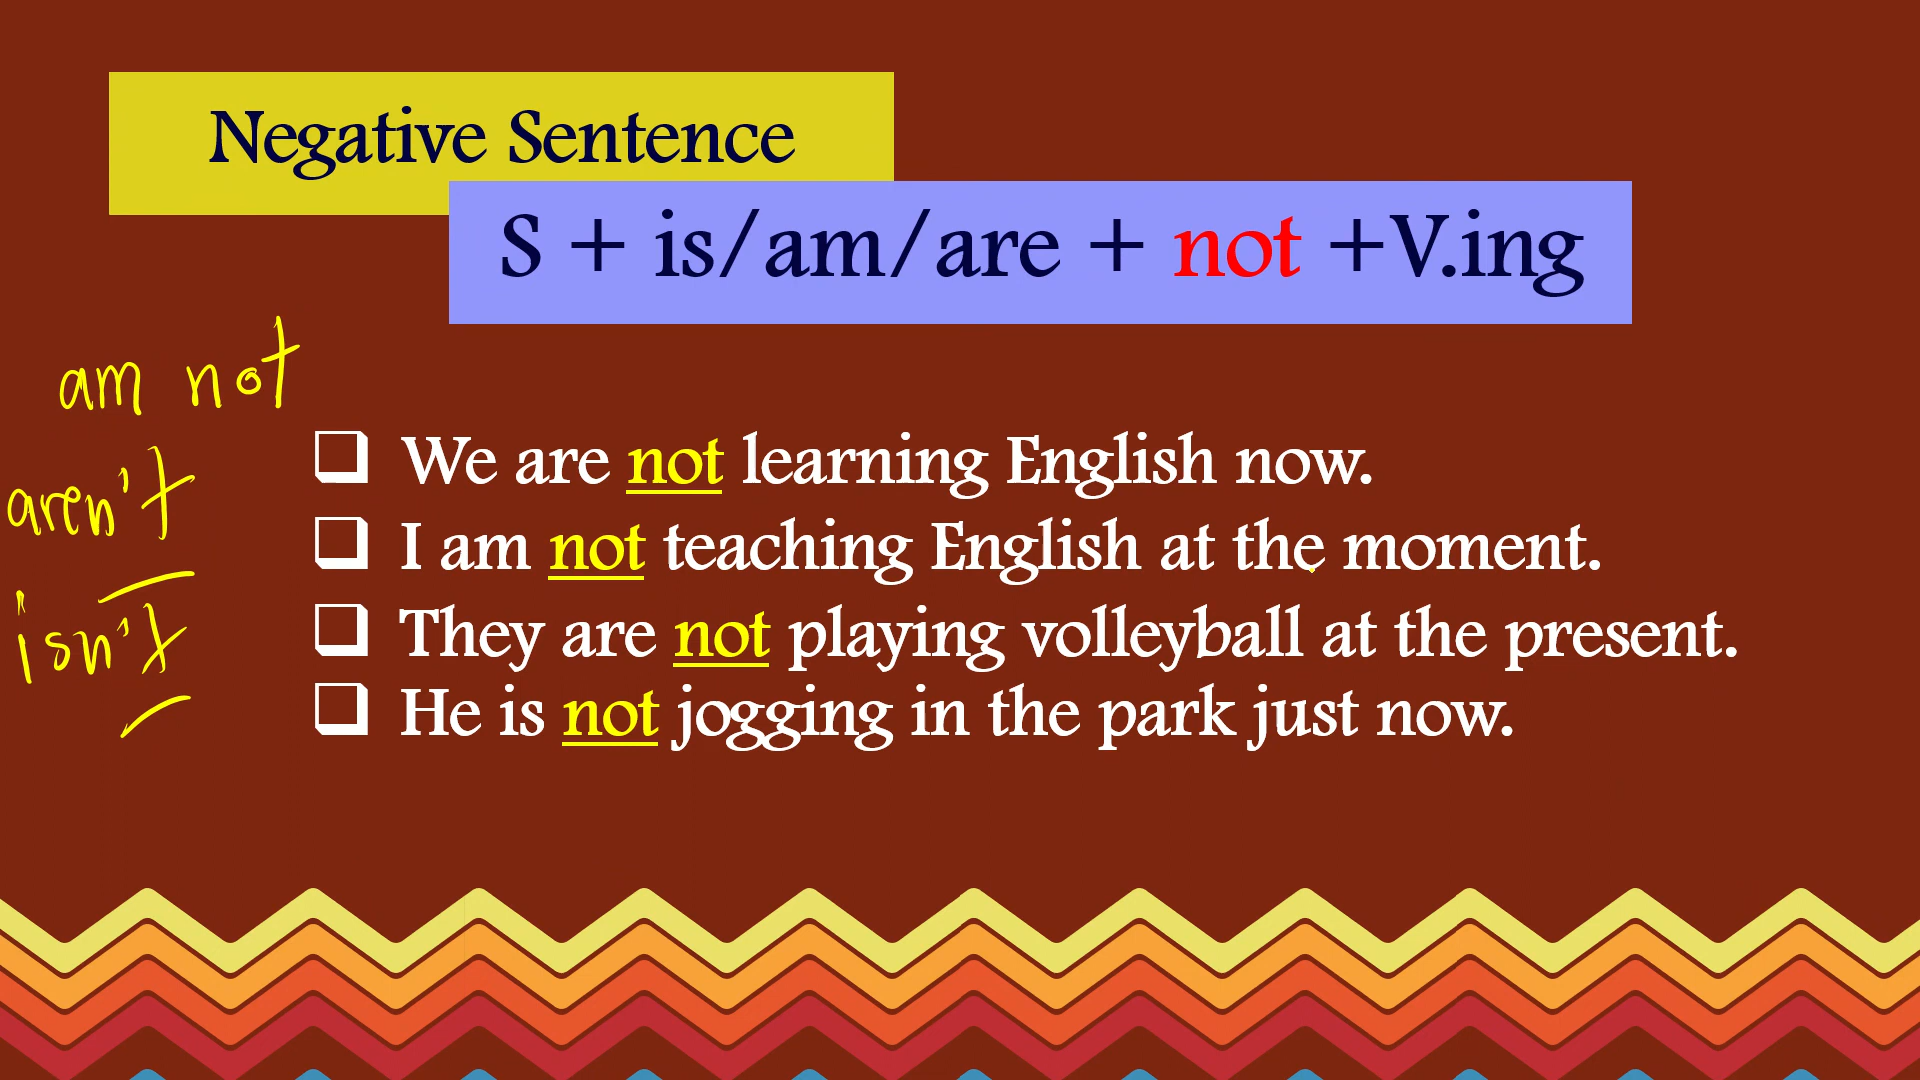 Negative Sentence
S + is/am/are + not +V.ing
am not
aren't
isn't
❑ We are not learning English now.
❑ I am not teaching English at the moment.
❑ They are not playing volleyball at the present.
❑ He is not jogging in the park just now.